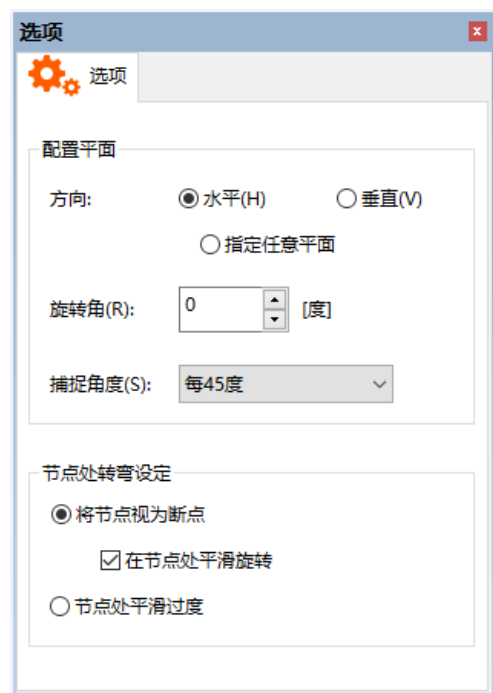 选项
选项
配置平面
方向: 水平(H) 垂直(V)
指定任意平面
旋转角(R): 0 [度]
捕捉角度(S): 每45度
节点处转弯设定
将节点视为断点
在节点处平滑旋转
节点处平滑过度